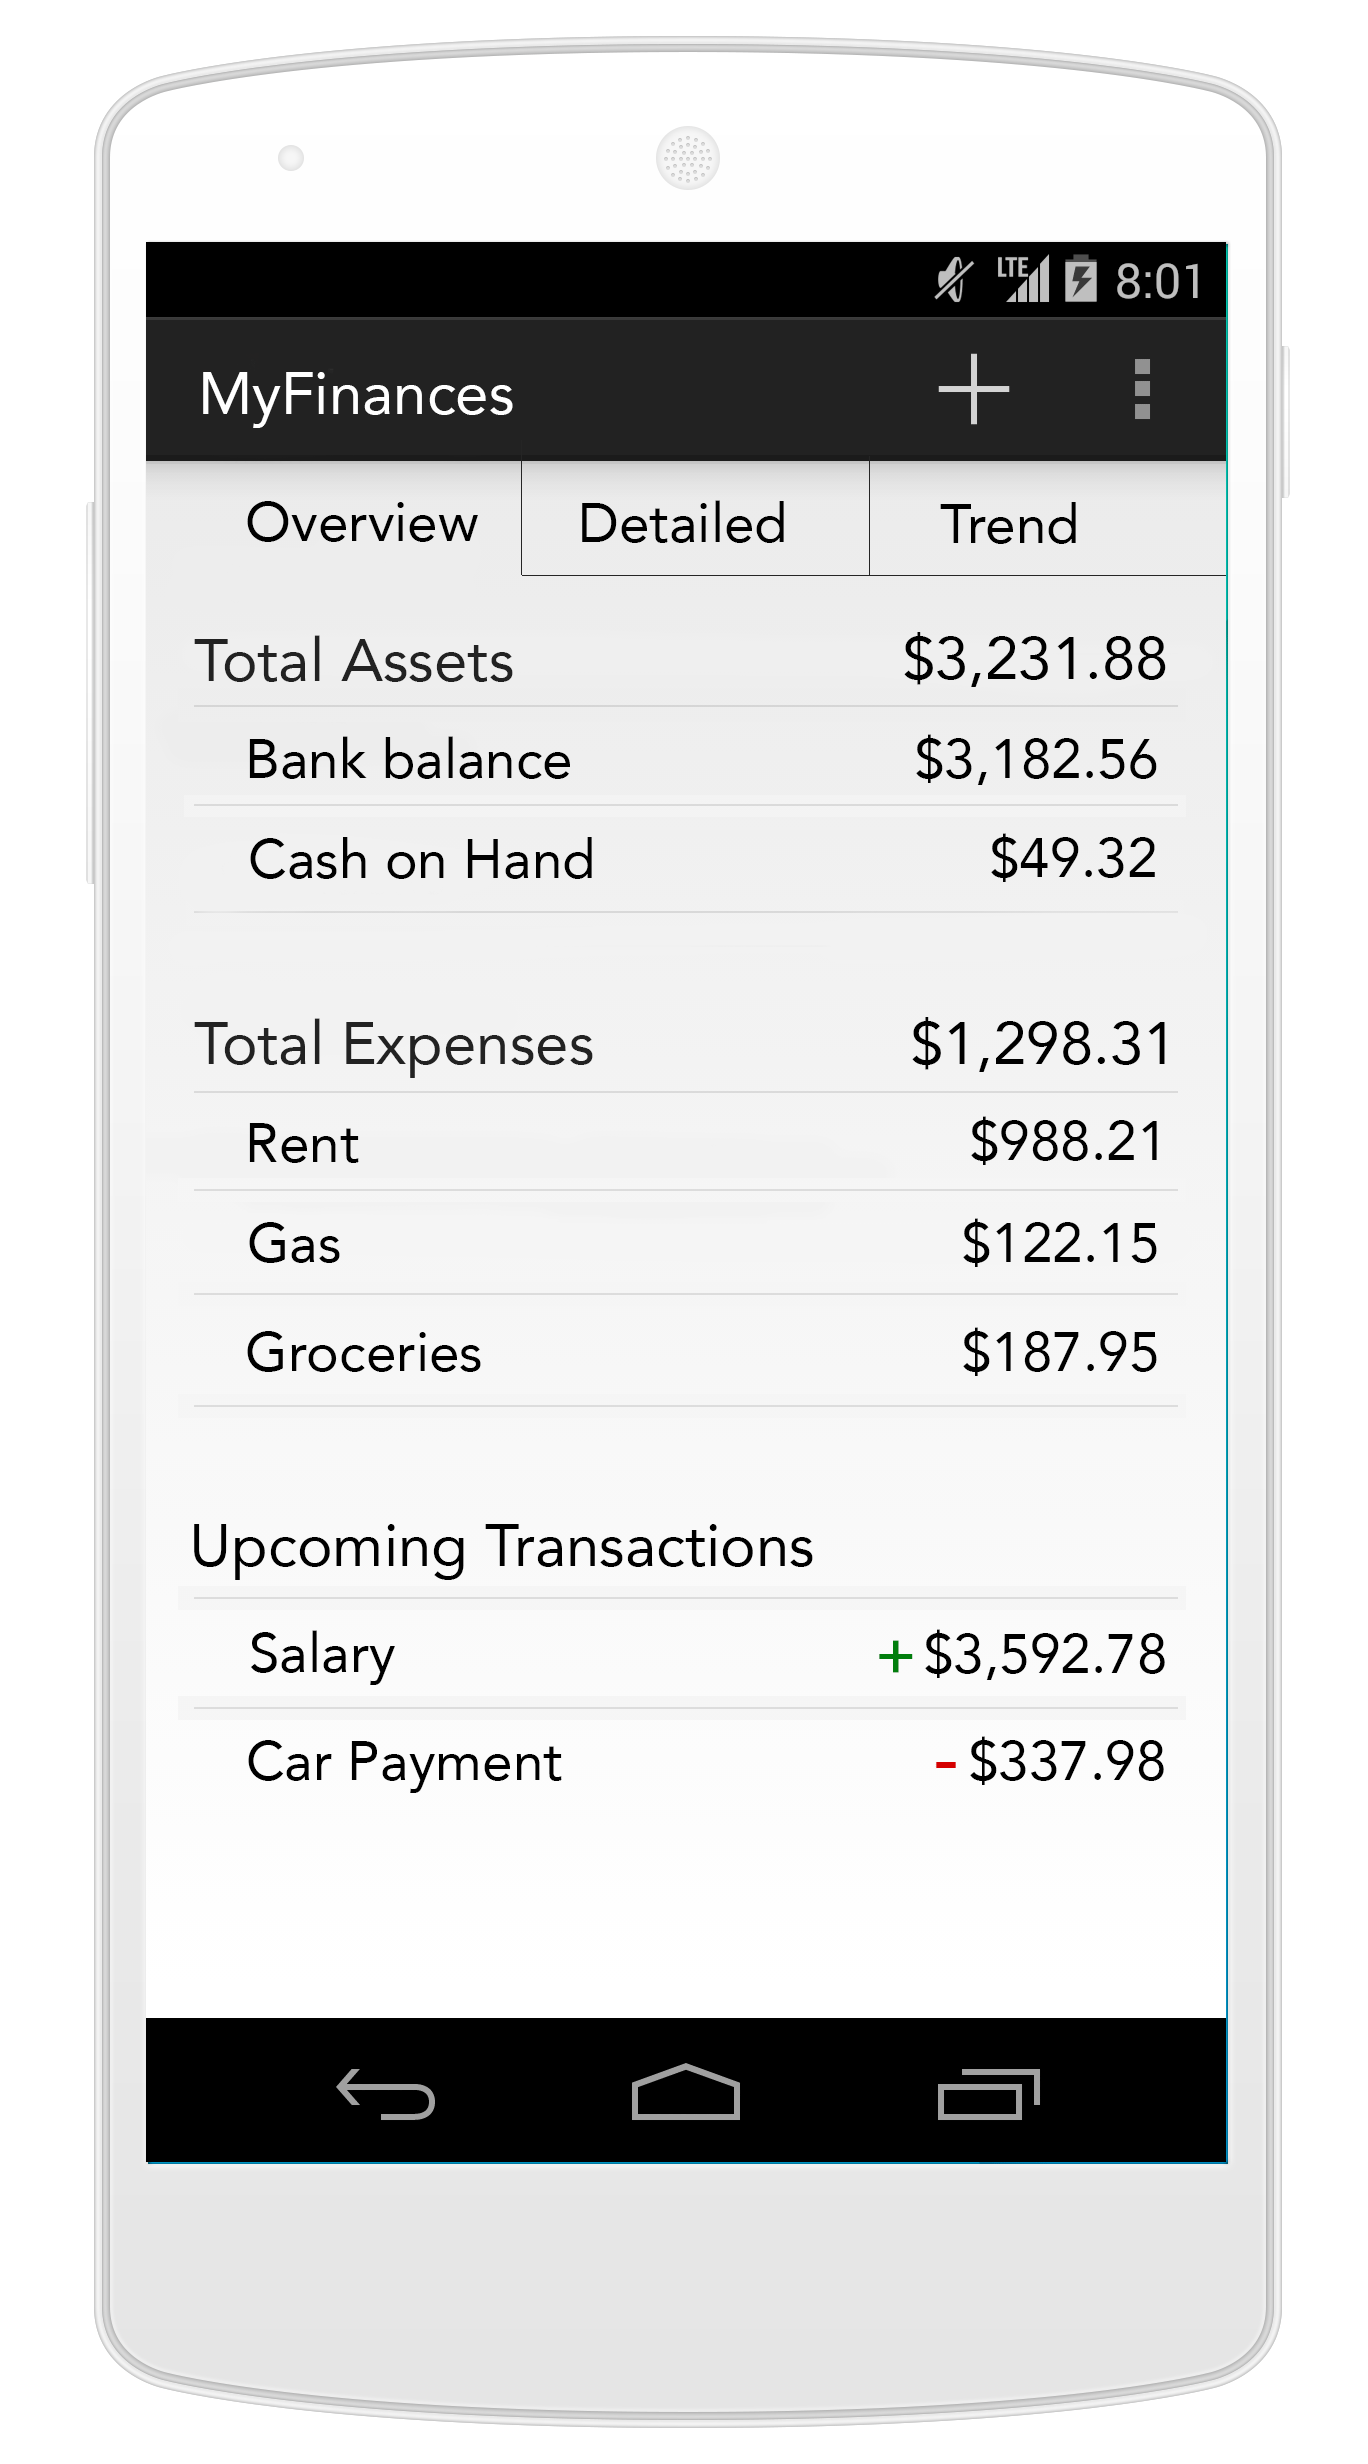 LTE 8:01
MyFinances
Overview Detailed Trend
Total Assets $3,231.88
Bank balance $3,182.56
Cash on Hand $49.32
Total Expenses $1,298.31
Rent $988.21
Gas $122.15
Groceries $187.95
Upcoming Transactions
Salary +$3,592.78
Car Payment -$337.98